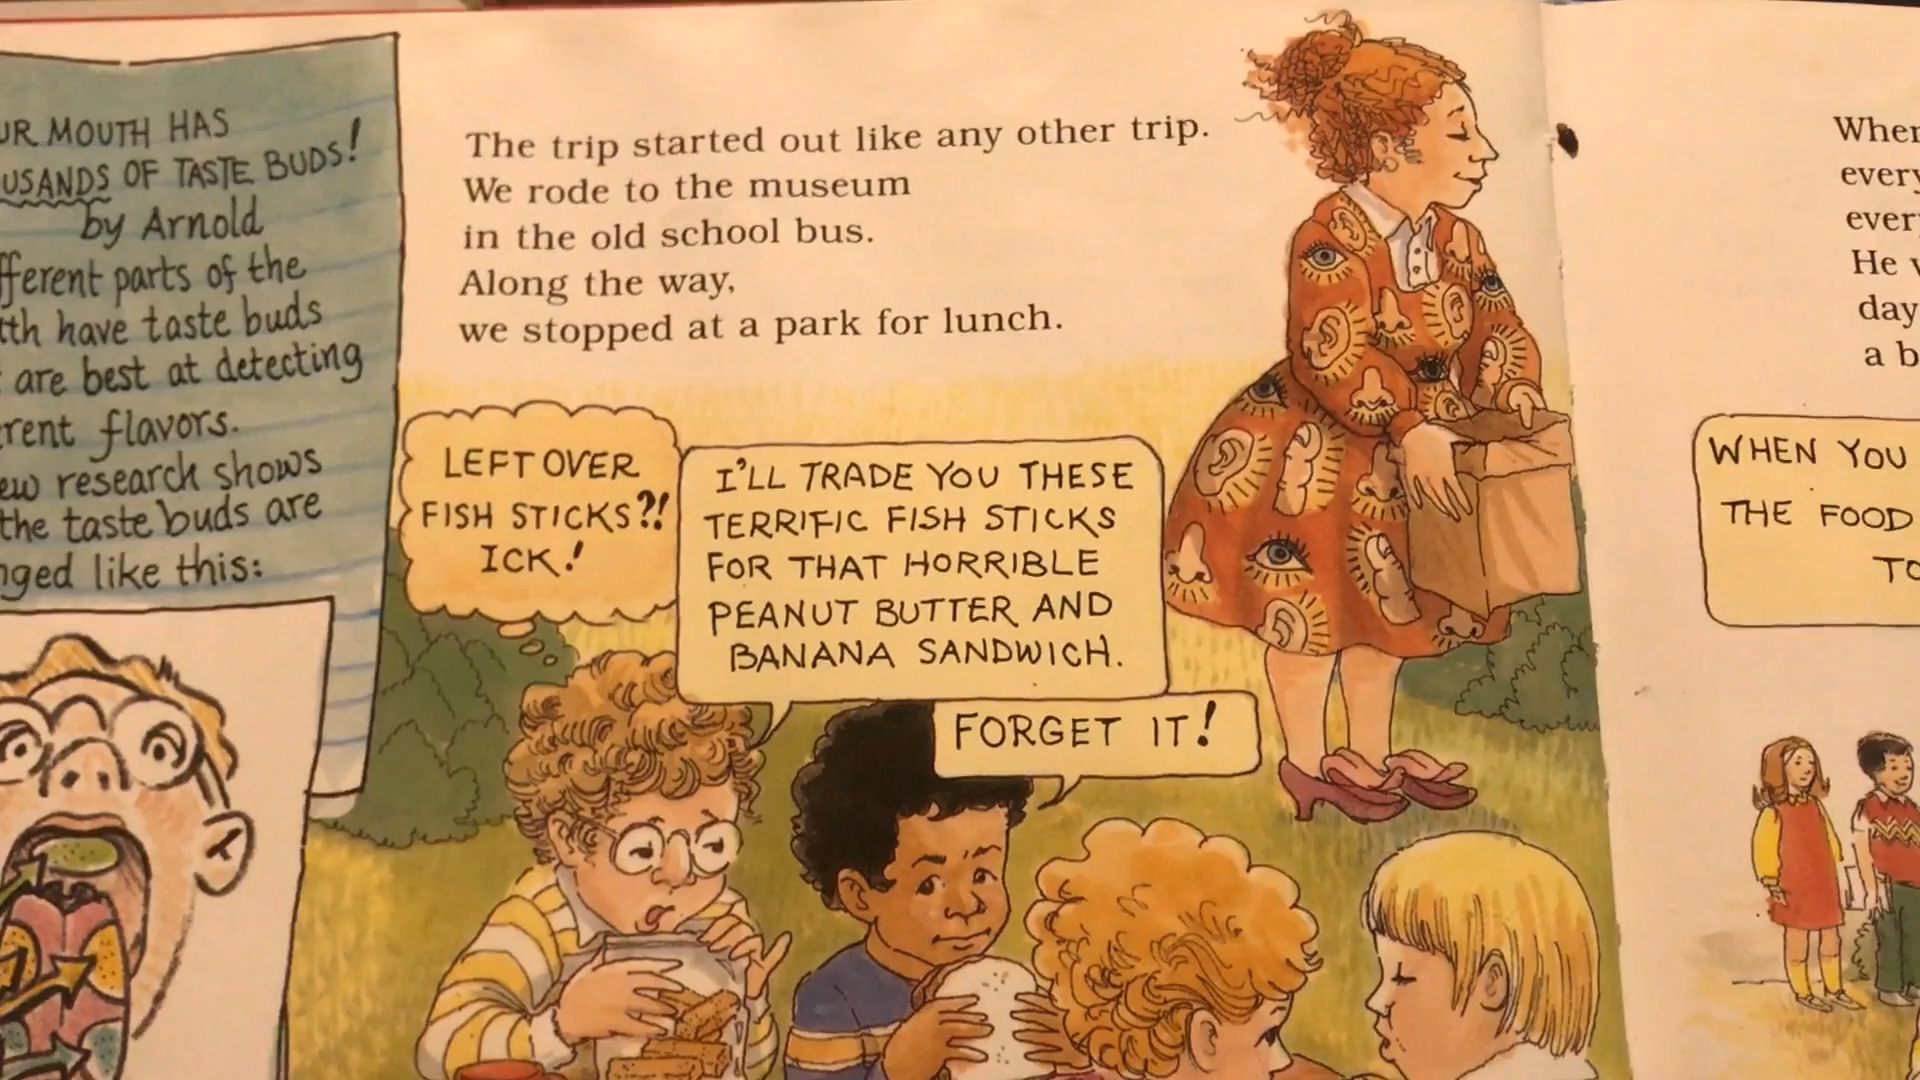 UR MOUTH HAS
USANDS OF TASTE BUDS!
by Arnold
fferent parts of the
th have taste buds
are best at detecting
rent flavors.
ew research shows
the taste buds are
nged like this:
The trip started out like any other trip.
We rode to the museum
in the old school bus.
Along the way,
we stopped at a park for lunch.
LEFTOVER
FISH STICKS?!
ICK!
I'LL TRADE YOU THESE
TERRIFIC FISH STICKS
FOR THAT HORRIBLE
PEANUT BUTTER AND
BANANA SANDWICH.
FORGET IT!
When
every
ever
He
day
a b
WHEN YOU
THE FOOD
TO